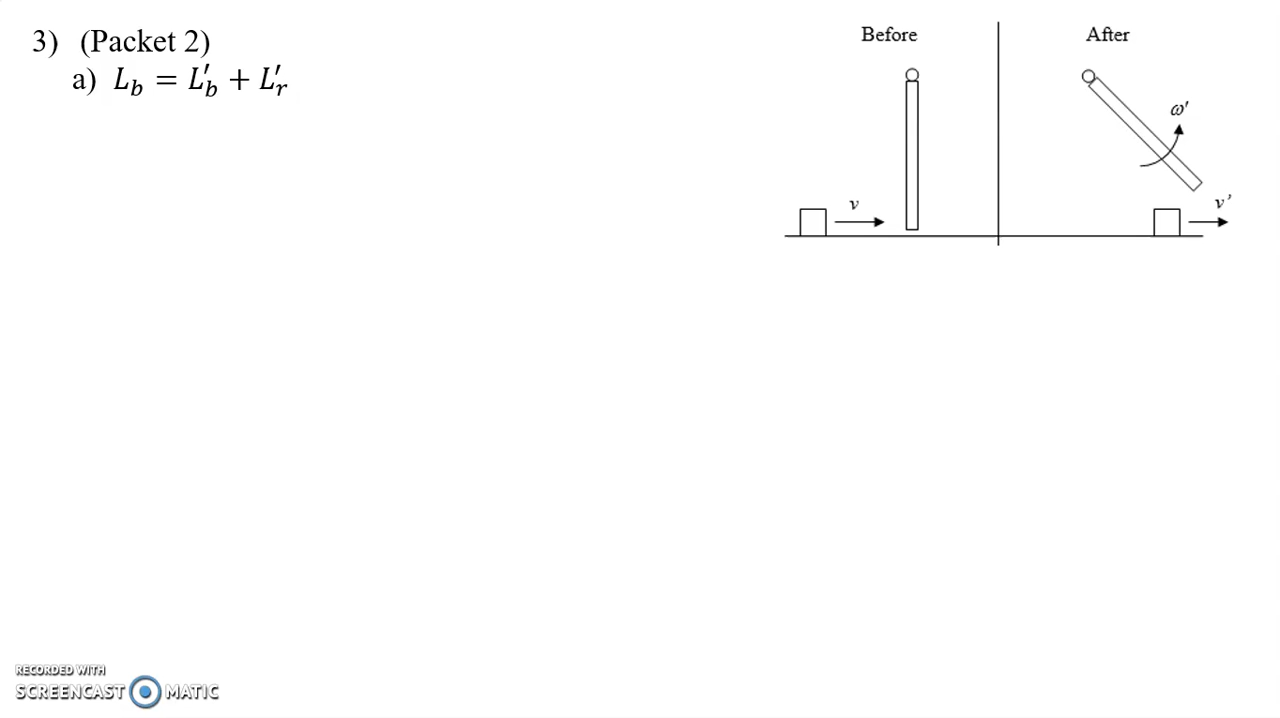 3) (Packet 2)
a) L_b = L'_b + L'_r
Before
After
ω'
v
v'
RECORDED WITH
SCREENCAST MATIC